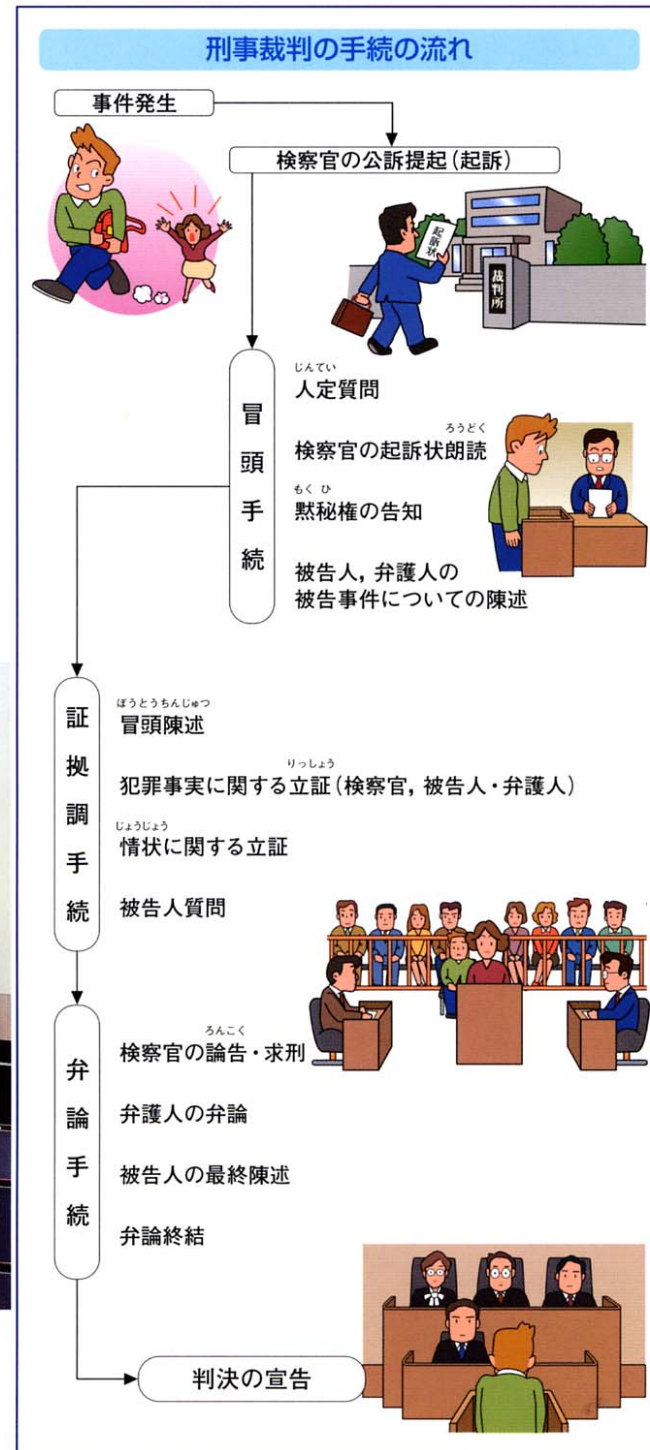 刑事裁判の手続の流れ
事件発生
検察官の公訴提起(起訴)
起訴状
裁判所
冒頭手続
じんてい
人定質問
ろうどく
検察官の起訴状朗読
もくひ
黙秘権の告知
被告人,弁護人の
被告事件についての陳述
証拠調手続
ぼうとうちんじゅつ
冒頭陳述
りっしょう
犯罪事実に関する立証(検察官,被告人・弁護人)
じょうじょう
情状に関する立証
被告人質問
弁論手続
ろんこく
検察官の論告・求刑
弁護人の弁論
被告人の最終陳述
弁論終結
判決の宣告